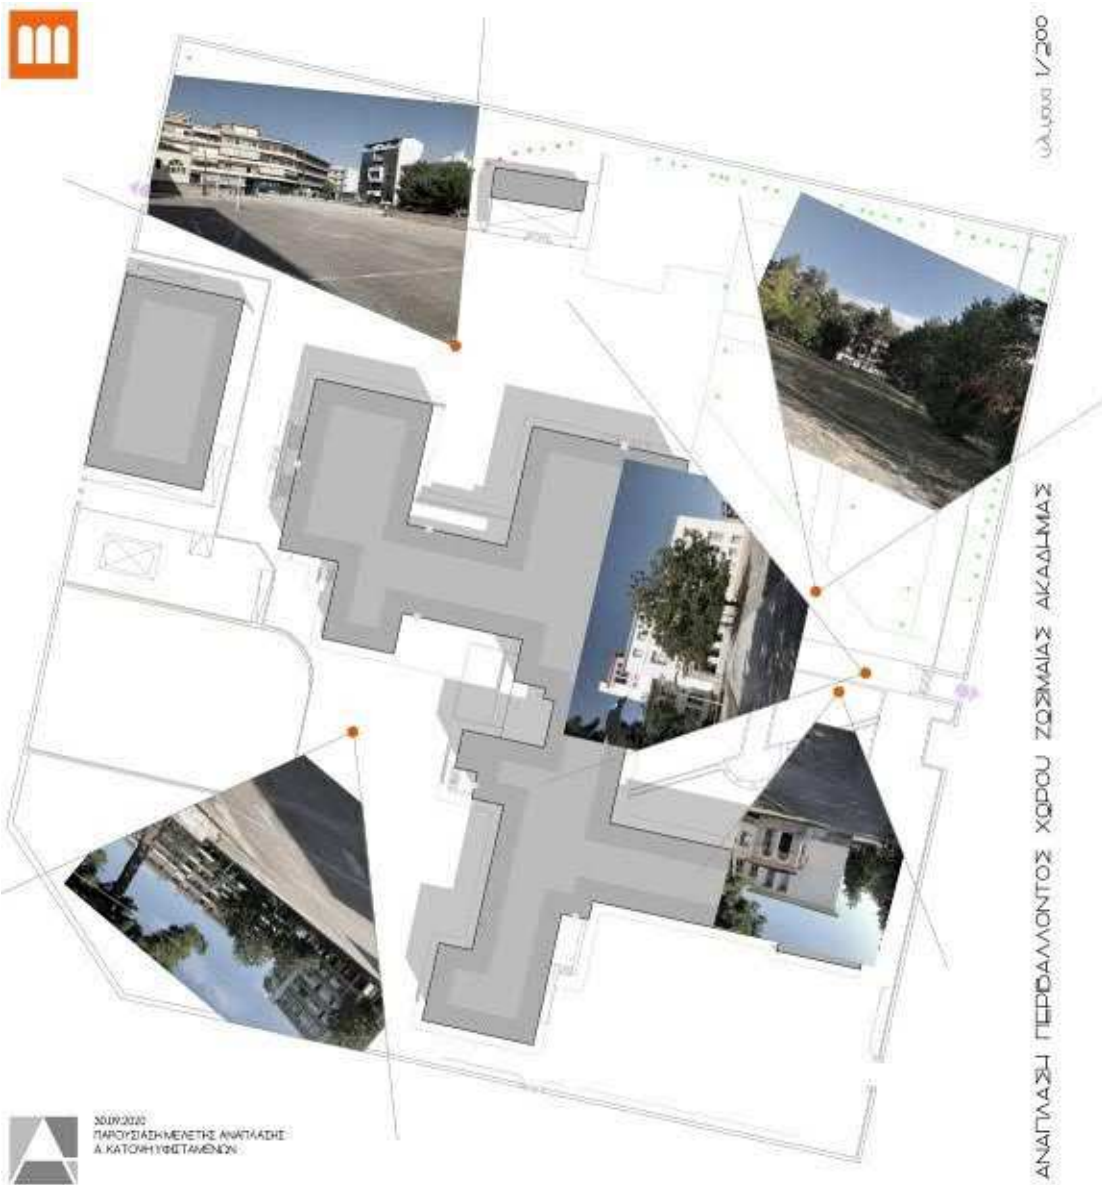 κλίμακα 1/200
ΑΝΑΠΛΑΣΗ ΠΕΡΙΒΑΛΛΟΝΤΟΣ ΧΩΡΟΥ ΖΩΣΙΜΑΙΑΣ ΑΚΑΔΗΜΙΑΣ
30.09.2020
ΠΑΡΟΥΣΙΑΣΗ ΜΕΛΕΤΗΣ ΑΝΑΠΛΑΣΗΣ
Α. ΚΑΤΟΨΗ ΥΦΙΣΤΑΜΕΝΩΝ